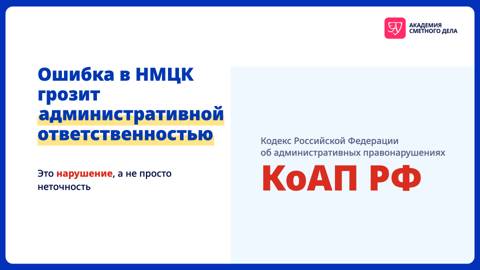 АКАДЕМИЯ
СМЕТНОГО ДЕЛА
Ошибка в НМЦК
грозит
административной
ответственностью
Это нарушение, а не просто
неточность
Кодекс Российской Федерации
об административных правонарушениях
КоАП РФ